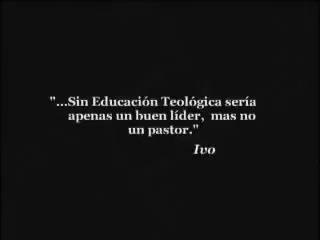 "...Sin Educación Teológica sería
apenas un buen líder, mas no
un pastor."
Ivo